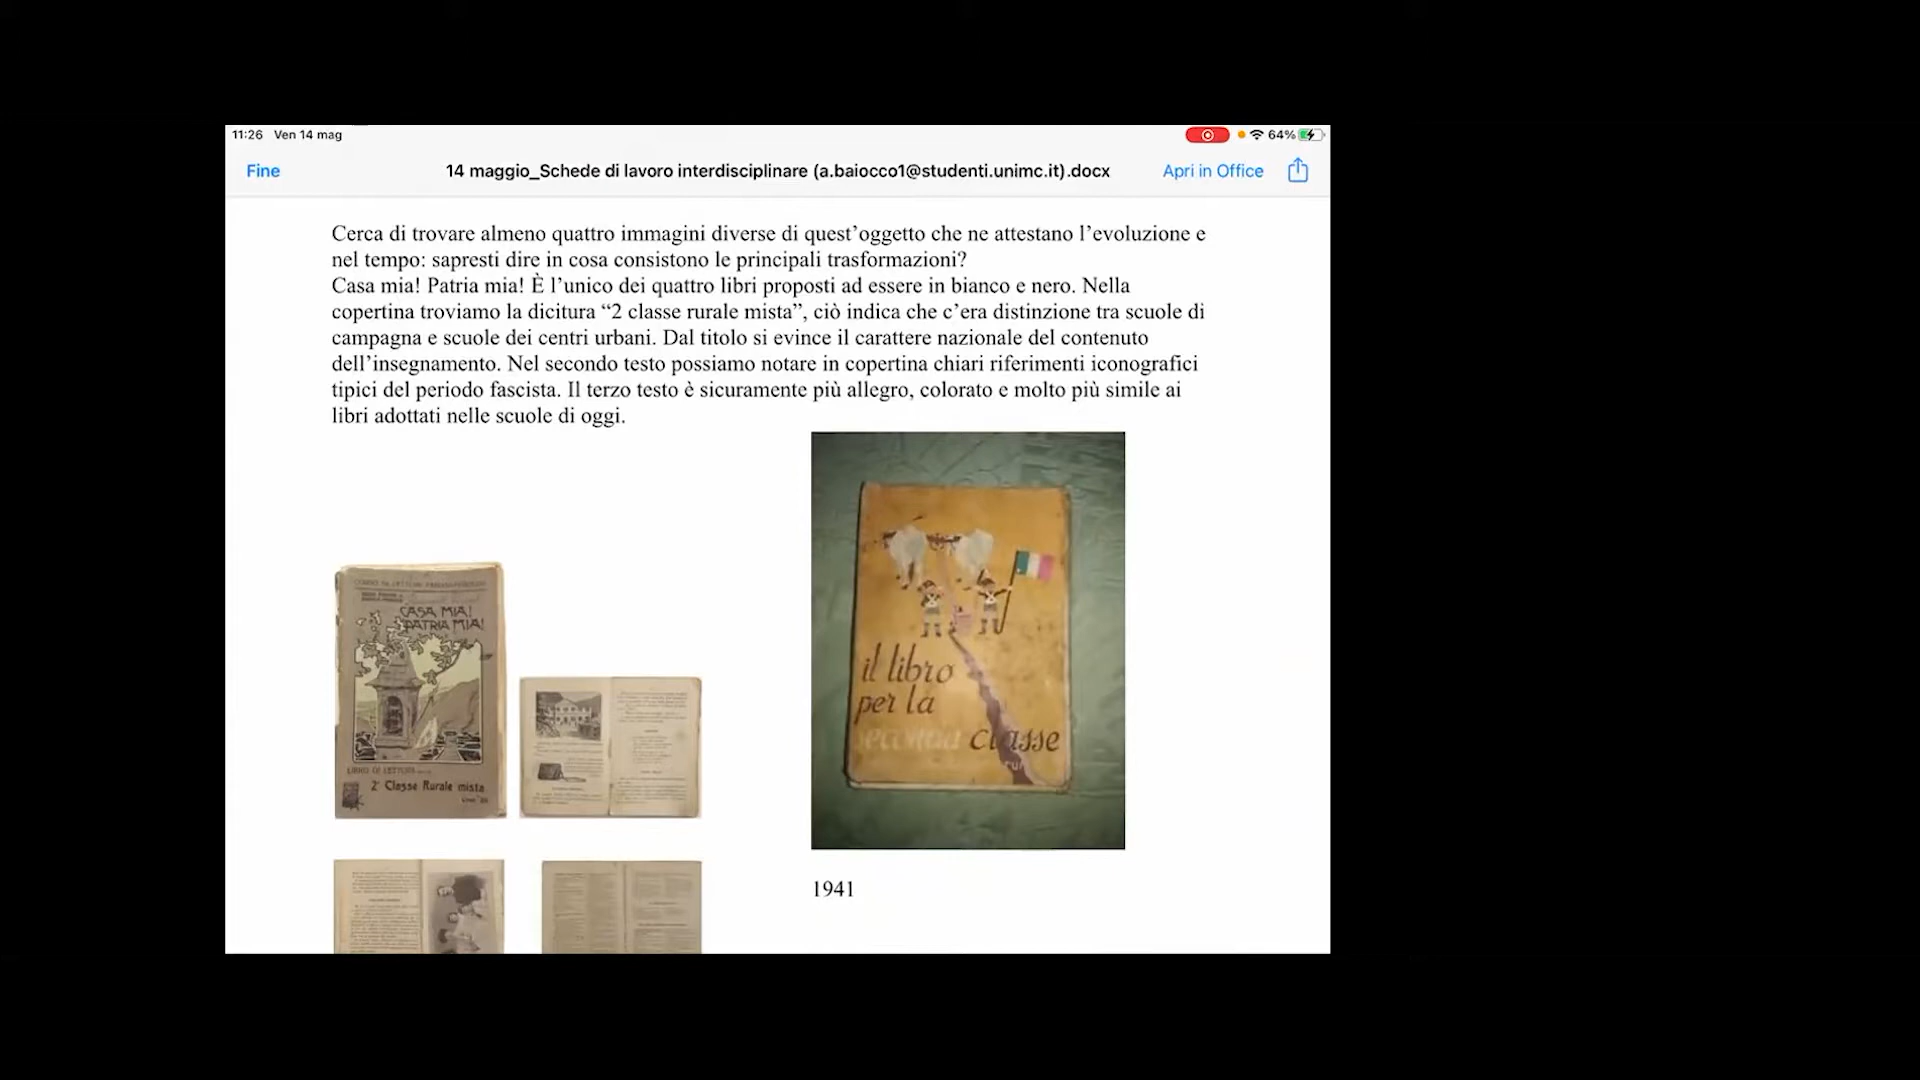 11:26 Ven 14 mag
64%
Fine
14 maggio_Schede di lavoro interdisciplinare (a.baiocco1@studenti.unimc.it).docx
Apri in Office
Cerca di trovare almeno quattro immagini diverse di quest’oggetto che ne attestano l’evoluzione e
nel tempo: sapresti dire in cosa consistono le principali trasformazioni?
Casa mia! Patria mia! È l’unico dei quattro libri proposti ad essere in bianco e nero. Nella
copertina troviamo la dicitura “2 classe rurale mista”, ciò indica che c’era distinzione tra scuole di
campagna e scuole dei centri urbani. Dal titolo si evince il carattere nazionale del contenuto
dell’insegnamento. Nel secondo testo possiamo notare in copertina chiari riferimenti iconografici
tipici del periodo fascista. Il terzo testo è sicuramente più allegro, colorato e molto più simile ai
libri adottati nelle scuole di oggi.
CASA MIA!
PATRIA MIA!
LIBRO DI LETTURA
2ª Classe Rurale mista
il libro
per la
seconda classe
1941